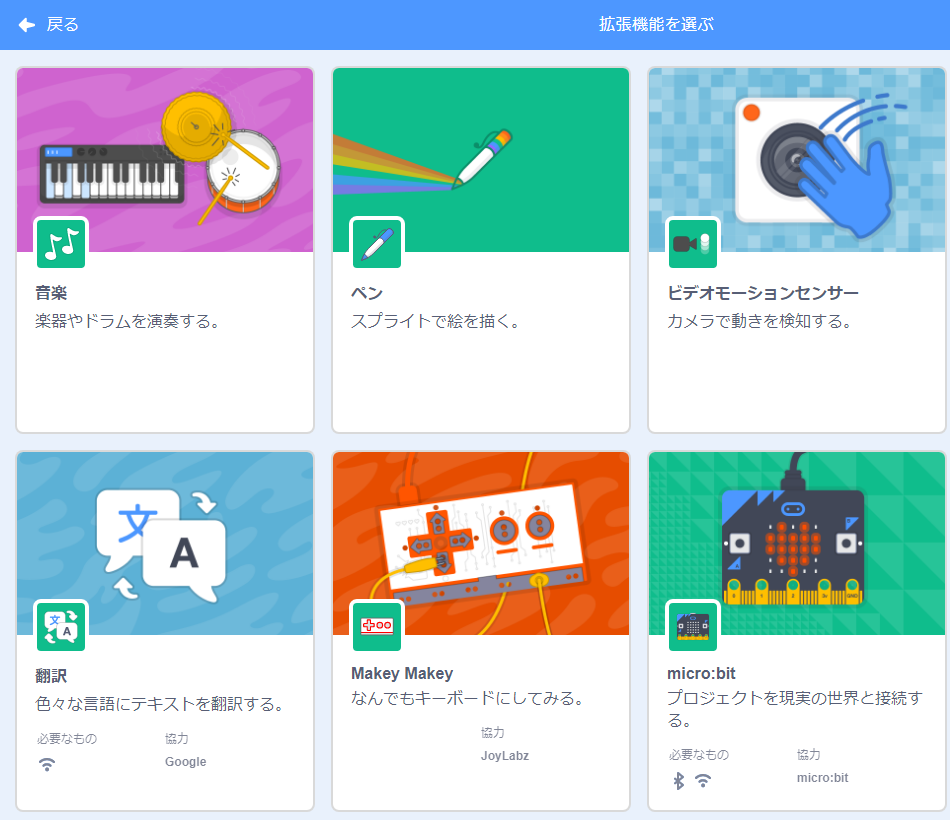 戻る
拡張機能を選ぶ
音楽
楽器やドラムを演奏する。
ペン
スプライトで絵を描く。
ビデオモーションセンサー
カメラで動きを検知する。
文
A
文
A
翻訳
色々な言語にテキストを翻訳する。
必要なもの
協力
Google
Makey Makey
なんでもキーボードにしてみる。
協力
JoyLabz
micro:bit
プロジェクトを現実の世界と接続す
る。
必要なもの
協力
micro:bit